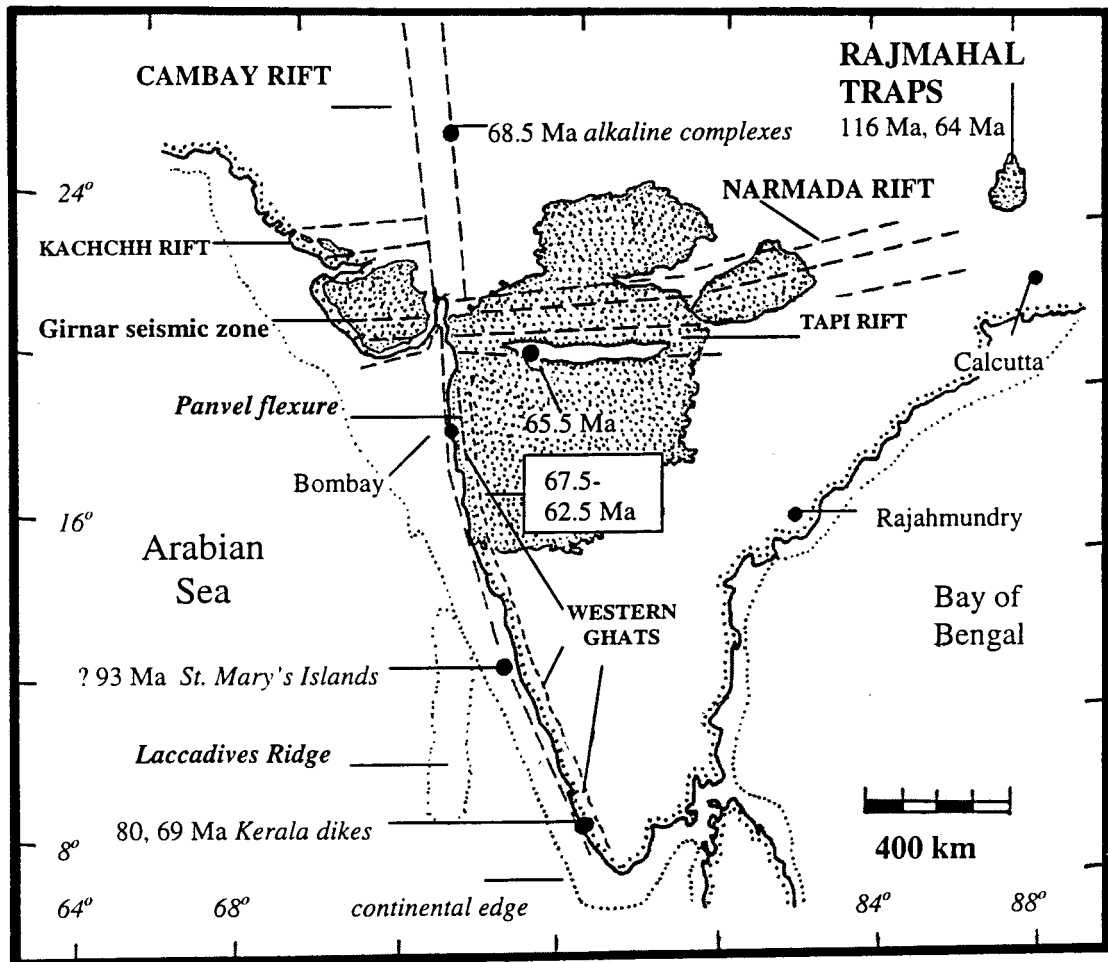 CAMBAY RIFT
RAJMAHAL
TRAPS
116 Ma, 64 Ma
68.5 Ma alkaline complexes
24°
NARMADA RIFT
KACHCHH RIFT
Girnar seismic zone
TAPI RIFT
Calcutta
Panvel flexure
65.5 Ma
Bombay
67.5-
62.5 Ma
16°
Rajahmundry
Arabian
Sea
Bay of
Bengal
WESTERN
GHATS
? 93 Ma St. Mary's Islands
Laccadives Ridge
80, 69 Ma Kerala dikes
400 km
8°
continental edge
64°
68°
84°
88°